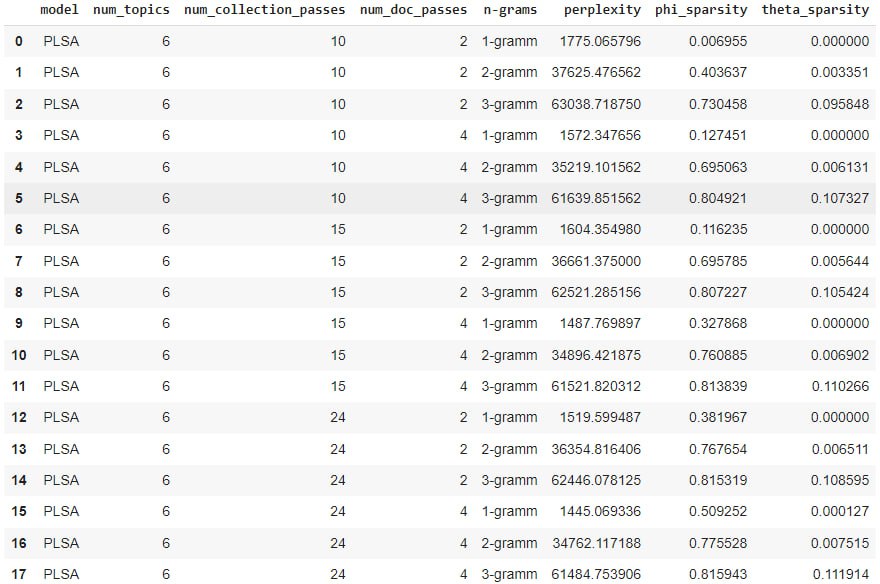 model num_topics num_collection_passes num_doc_passes n-grams perplexity phi_sparsity theta_sparsity
0 PLSA 6 10 2 1-gramm 1775.065796 0.006955 0.000000
1 PLSA 6 10 2 2-gramm 37625.476562 0.403637 0.003351
2 PLSA 6 10 2 3-gramm 63038.718750 0.730458 0.095848
3 PLSA 6 10 4 1-gramm 1572.347656 0.127451 0.000000
4 PLSA 6 10 4 2-gramm 35219.101562 0.695063 0.006131
5 PLSA 6 10 4 3-gramm 61639.851562 0.804921 0.107327
6 PLSA 6 15 2 1-gramm 1604.354980 0.116235 0.000000
7 PLSA 6 15 2 2-gramm 36661.375000 0.695785 0.005644
8 PLSA 6 15 2 3-gramm 62521.285156 0.807227 0.105424
9 PLSA 6 15 4 1-gramm 1487.769897 0.327868 0.000000
10 PLSA 6 15 4 2-gramm 34896.421875 0.760885 0.006902
11 PLSA 6 15 4 3-gramm 61521.820312 0.813839 0.110266
12 PLSA 6 24 2 1-gramm 1519.599487 0.381967 0.000000
13 PLSA 6 24 2 2-gramm 36354.816406 0.767654 0.006511
14 PLSA 6 24 2 3-gramm 62446.078125 0.815319 0.108595
15 PLSA 6 24 4 1-gramm 1445.069336 0.509252 0.000127
16 PLSA 6 24 4 2-gramm 34762.117188 0.775528 0.007515
17 PLSA 6 24 4 3-gramm 61484.753906 0.815943 0.111914